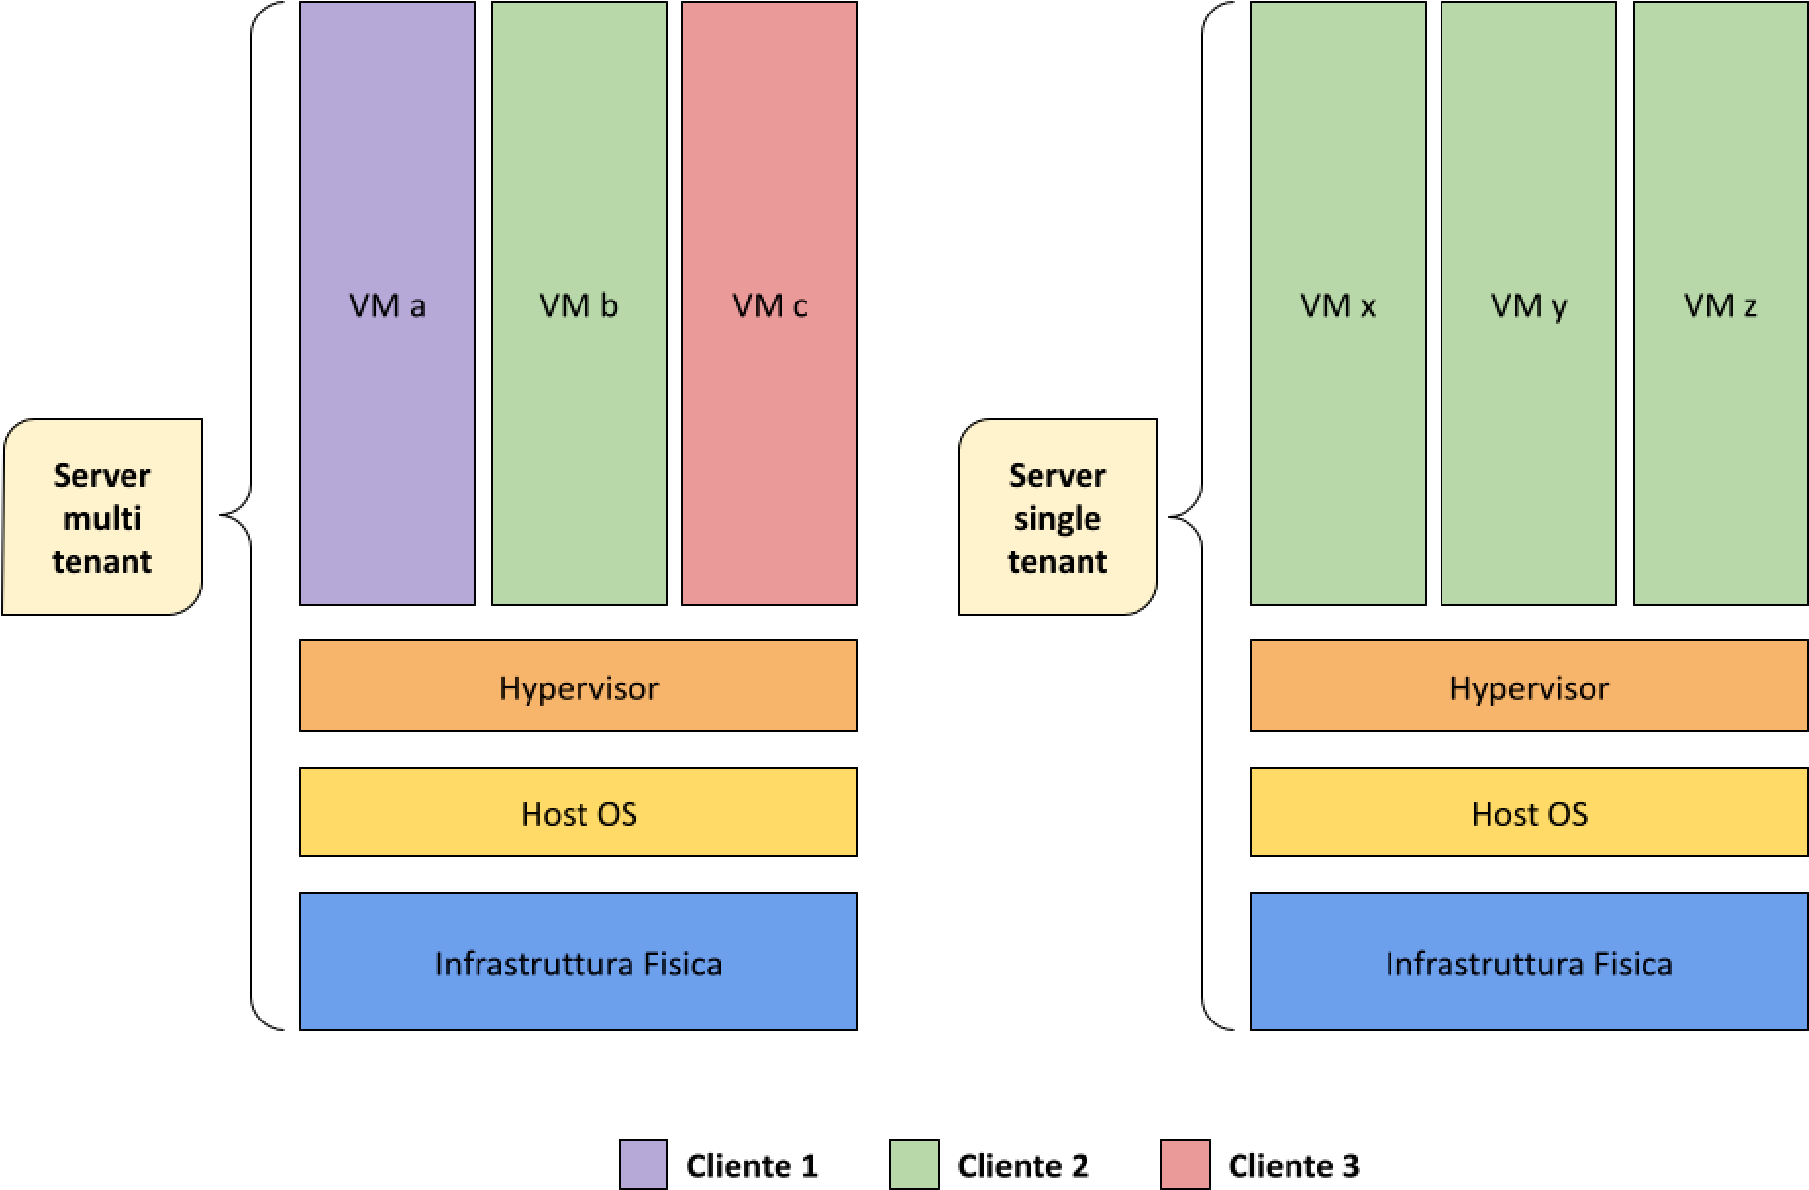 VM a
VM b
VM c
Server
multi
tenant
Hypervisor
Host OS
Infrastruttura Fisica
VM x
VM y
VM z
Server
single
tenant
Hypervisor
Host OS
Infrastruttura Fisica
Cliente 1
Cliente 2
Cliente 3